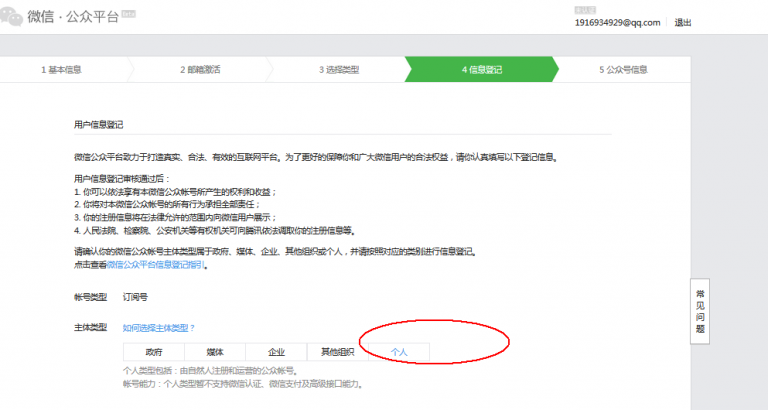 微信·公众平台 Beta
未认证
1916934929@qq.com 退出
1 基本信息 2 邮箱激活 3 选择类型 4 信息登记 5 公众号信息
用户信息登记
微信公众平台致力于打造真实、合法、有效的互联网平台。为了更好的保障你和广大微信用户的合法权益，请你认真填写以下登记信息。
用户信息登记审核通过后：
1. 你可以依法享有本微信公众帐号所产生的权利和收益；
2. 你将对本微信公众帐号的所有行为承担全部责任；
3. 你的注册信息将在法律允许的范围内向微信用户展示；
4. 人民法院、检察院、公安机关等有权机关可向腾讯依法调取你的注册信息等。
请确认你的微信公众帐号主体类型属于政府、媒体、企业、其他组织或个人，并请按照对应的类别进行信息登记。
点击查看微信公众平台信息登记指引。
帐号类型 订阅号
主体类型 如何选择主体类型？
政府 媒体 企业 其他组织 个人
个人类型包括：由自然人注册和运营的公众帐号。
帐号能力：个人类型暂不支持微信认证、微信支付及高级接口能力。
常见问题